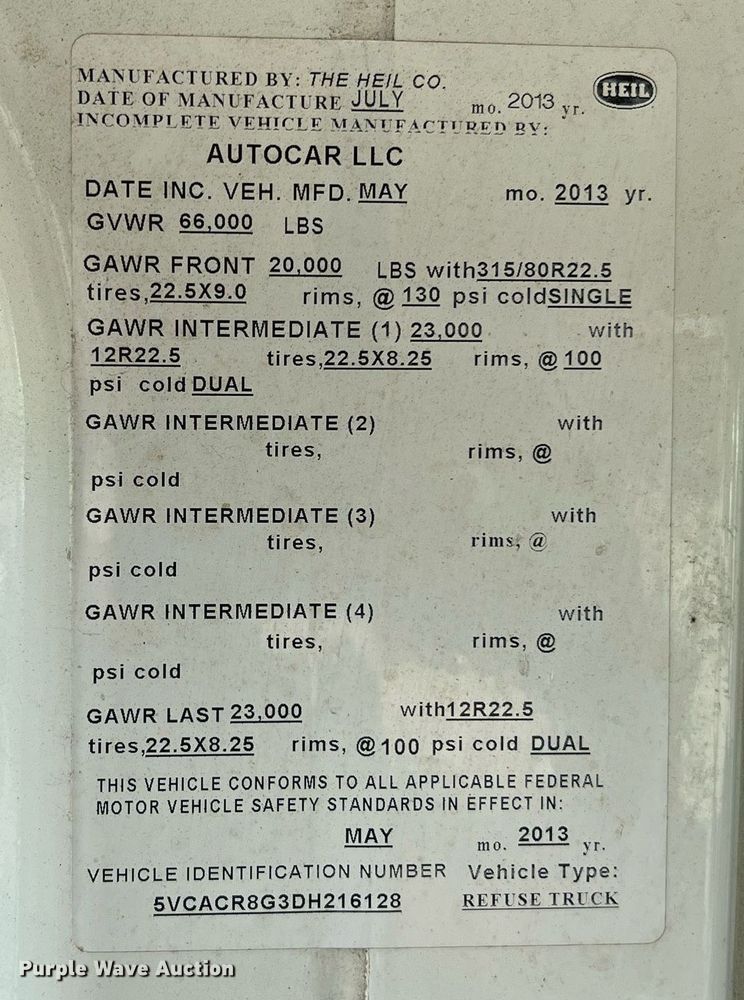 MANUFACTURED BY: THE HEIL CO.
HEIL
DATE OF MANUFACTURE JULY mo. 2013 yr.
INCOMPLETE VEHICLE MANUFACTURED BY:
AUTOCAR LLC
DATE INC. VEH. MFD. MAY mo. 2013 yr.
GVWR 66,000 LBS
GAWR FRONT 20,000 LBS with315/80R22.5
tires,22.5X9.0 rims, @ 130 psi coldSINGLE
GAWR INTERMEDIATE (1) 23,000 with
12R22.5 tires,22.5X8.25 rims, @ 100
psi cold DUAL
GAWR INTERMEDIATE (2) with
tires, rims, @
psi cold
GAWR INTERMEDIATE (3) with
tires, rims, @
psi cold
GAWR INTERMEDIATE (4) with
tires, rims, @
psi cold
GAWR LAST 23,000 with12R22.5
tires,22.5X8.25 rims, @100 psi cold DUAL
THIS VEHICLE CONFORMS TO ALL APPLICABLE FEDERAL
MOTOR VEHICLE SAFETY STANDARDS IN EFFECT IN:
MAY mo. 2013 yr.
VEHICLE IDENTIFICATION NUMBER Vehicle Type:
5VCACR8G3DH216128 REFUSE TRUCK
Purple Wave Auction